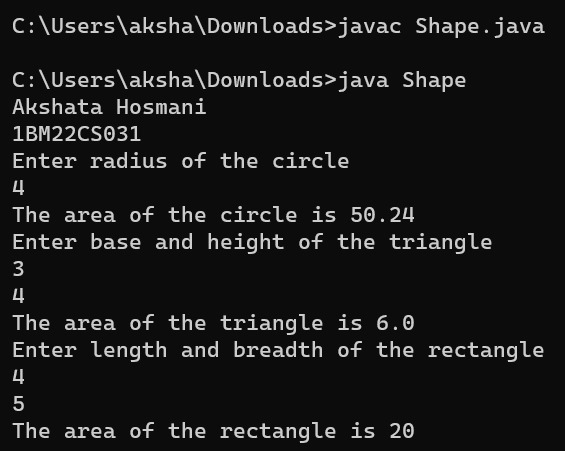 C:\Users\aksha\Downloads>javac Shape.java
C:\Users\aksha\Downloads>java Shape
Akshata Hosmani
1BM22CS031
Enter radius of the circle
4
The area of the circle is 50.24
Enter base and height of the triangle
3
4
The area of the triangle is 6.0
Enter length and breadth of the rectangle
4
5
The area of the rectangle is 20